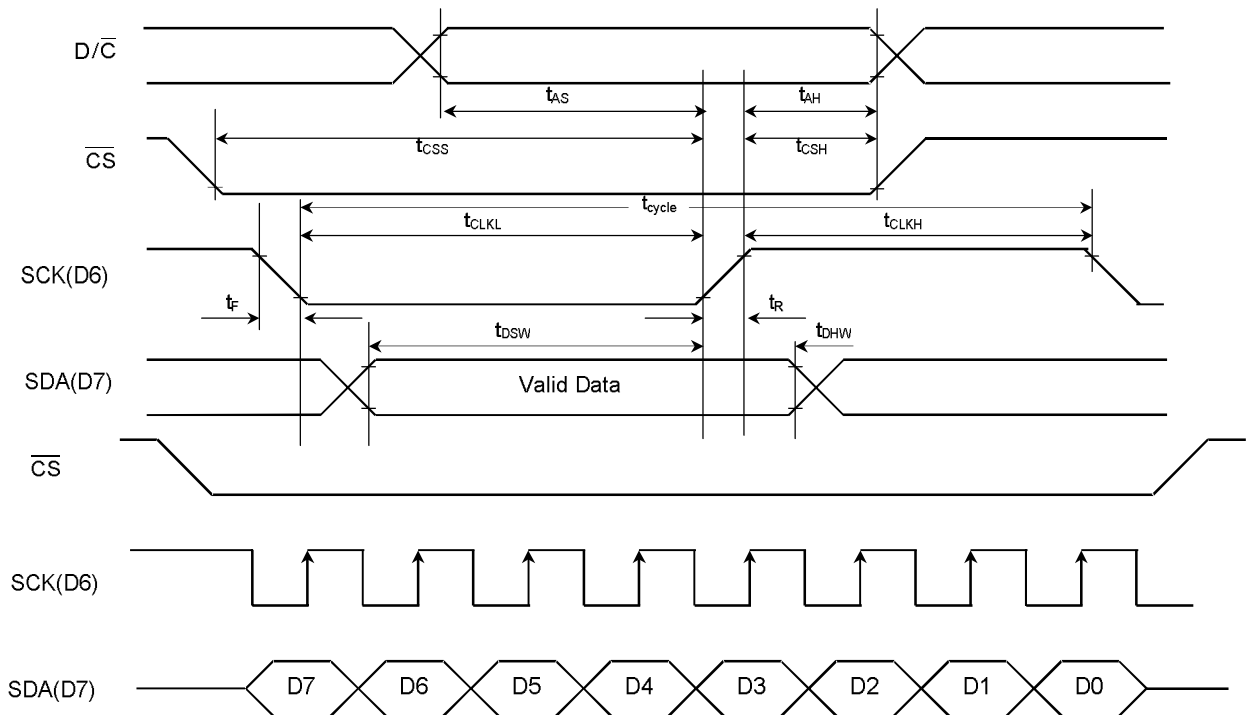 D/C̅
t_AS t_AH
C̅S̅
t_CSS t_CSH
t_cycle
t_CLKL t_CLKH
SCK(D6)
t_F t_R
t_DSW t_DHW
SDA(D7) Valid Data
C̅S̅
SCK(D6)
SDA(D7) D7 D6 D5 D4 D3 D2 D1 D0